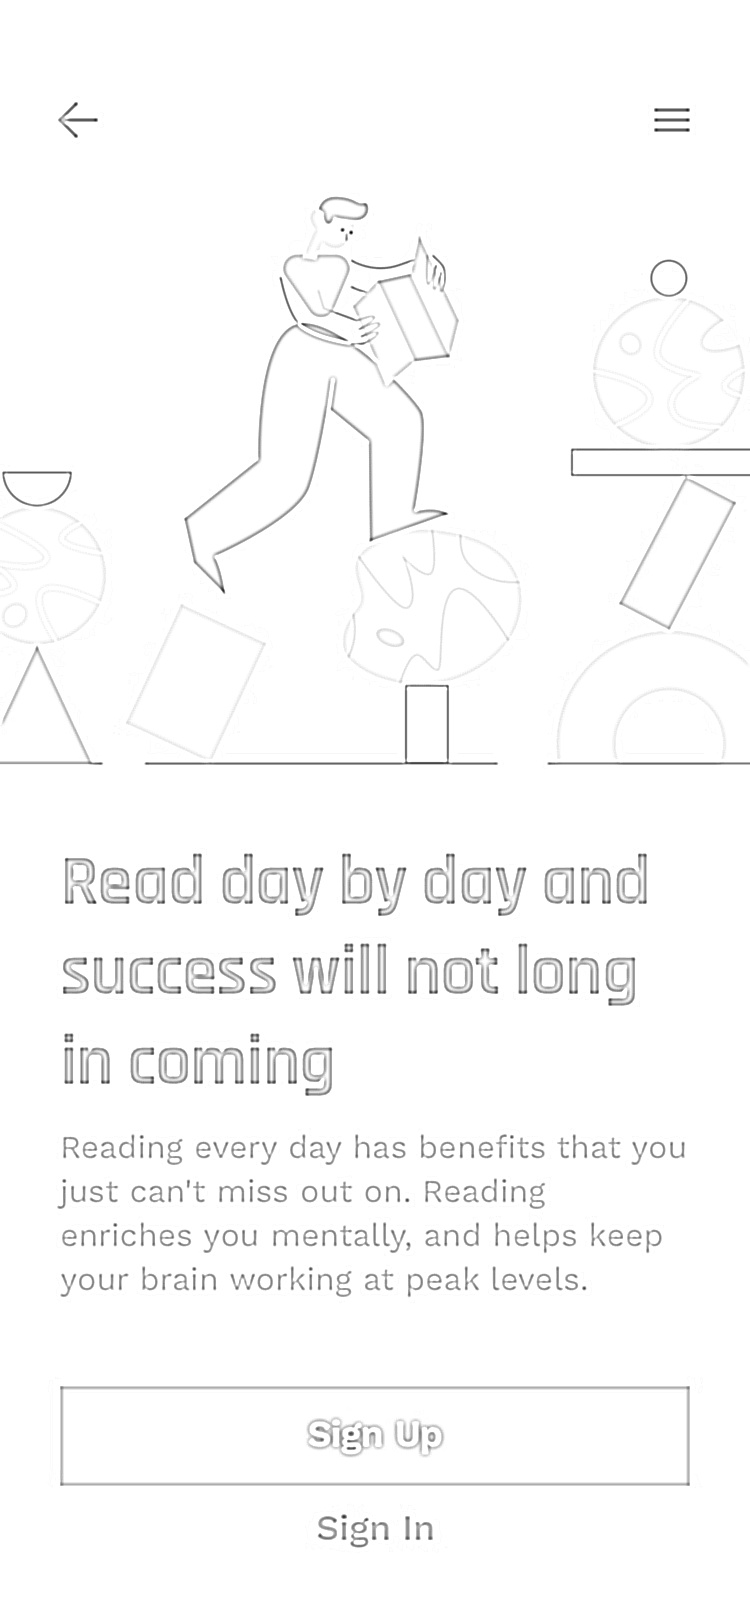 Read day by day and
success will not long
in coming
Reading every day has benefits that you
just can't miss out on. Reading
enriches you mentally, and helps keep
your brain working at peak levels.
Sign Up
Sign In